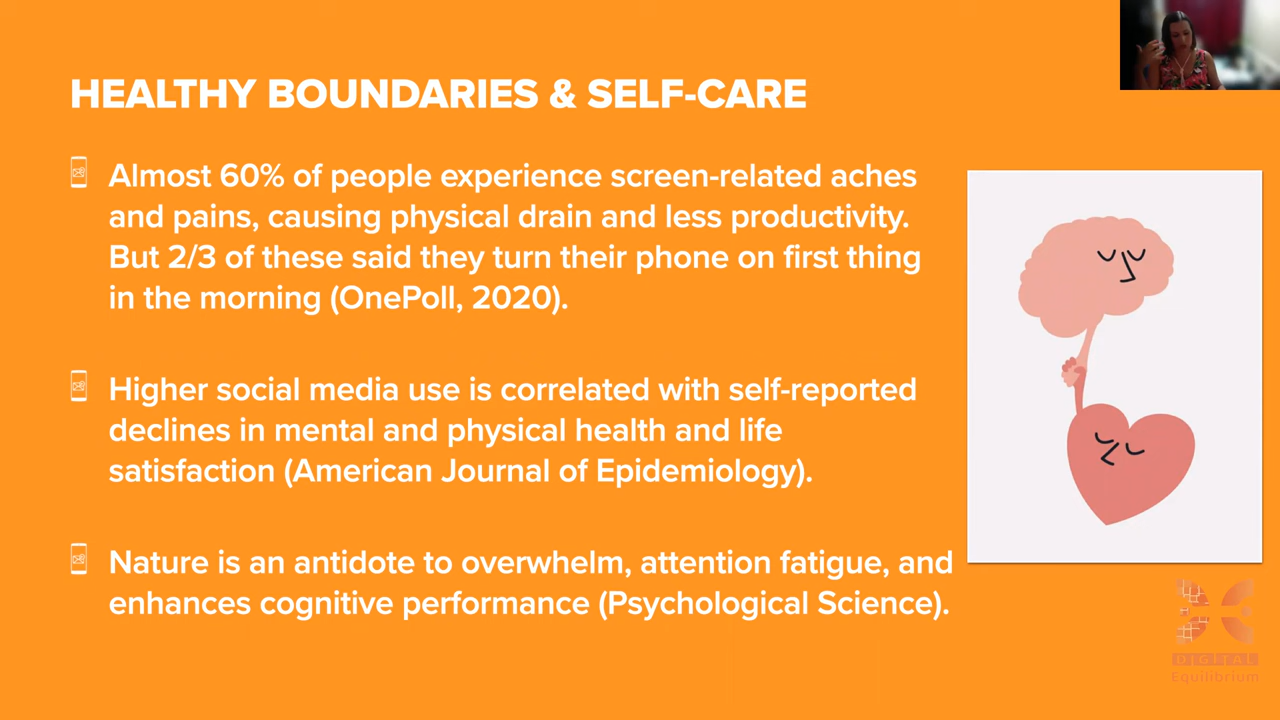 HEALTHY BOUNDARIES & SELF-CARE
Almost 60% of people experience screen-related aches
and pains, causing physical drain and less productivity.
But 2/3 of these said they turn their phone on first thing
in the morning (OnePoll, 2020).
Higher social media use is correlated with self-reported
declines in mental and physical health and life
satisfaction (American Journal of Epidemiology).
Nature is an antidote to overwhelm, attention fatigue, and
enhances cognitive performance (Psychological Science).
DIGITAL
Equilibrium